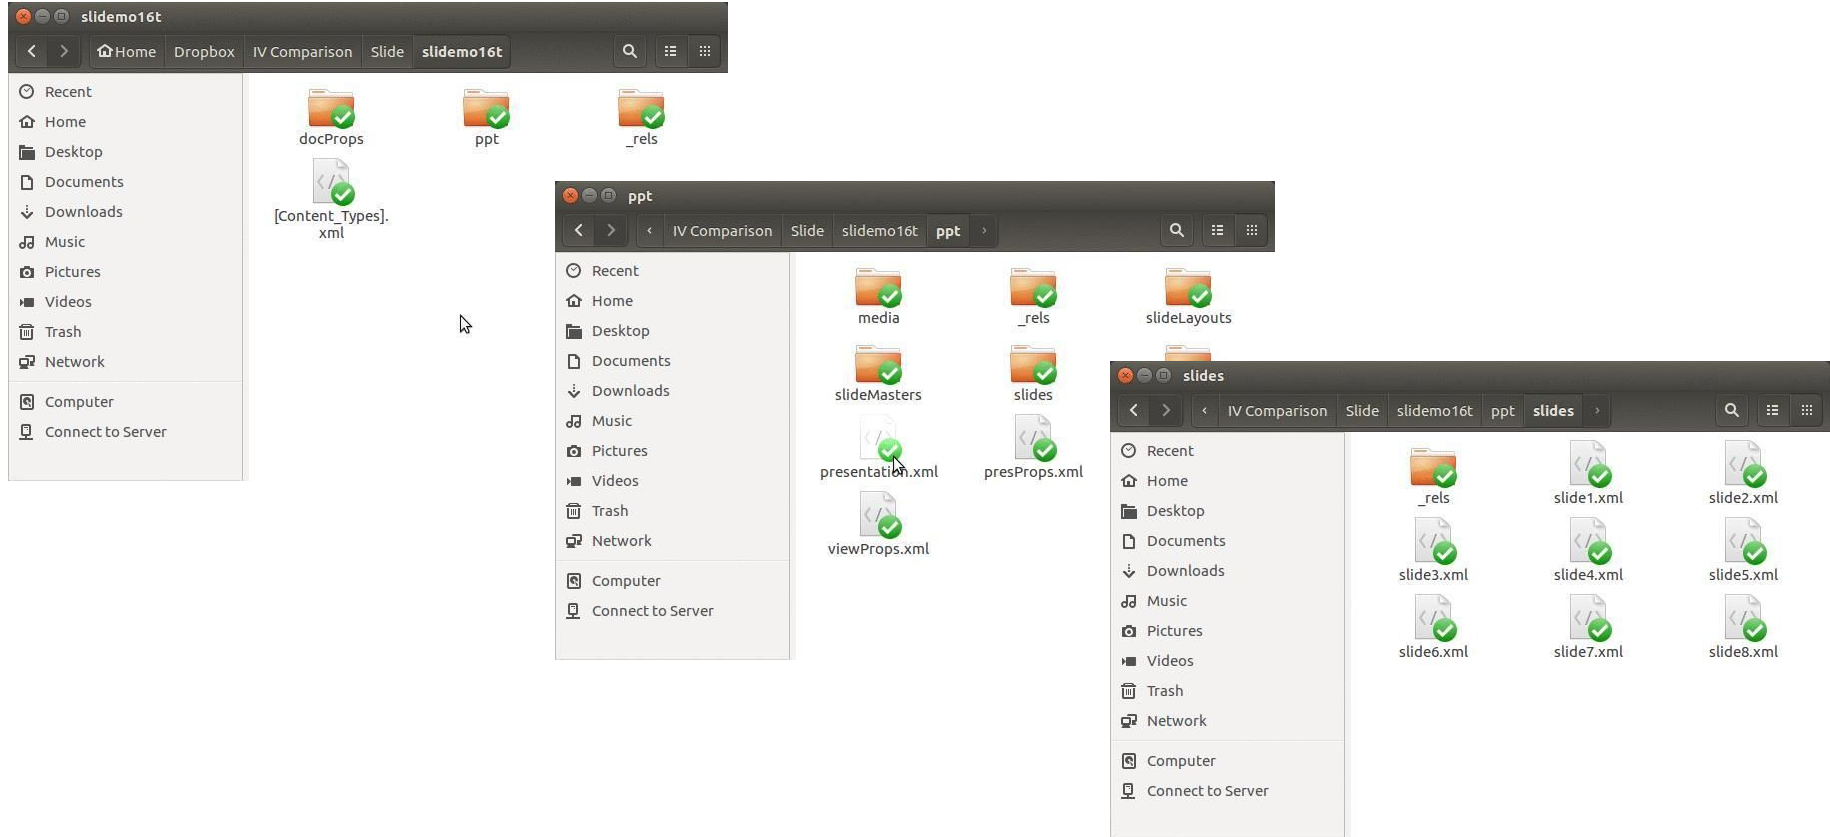 slidemo16t
Home Dropbox IV Comparison Slide slidemo16t
Recent
Home
Desktop
Documents
Downloads
Music
Pictures
Videos
Trash
Network
Computer
Connect to Server
docProps ppt _rels
[Content_Types].
xml
ppt
IV Comparison Slide slidemo16t ppt
Recent
Home
Desktop
Documents
Downloads
Music
Pictures
Videos
Trash
Network
Computer
Connect to Server
media _rels slideLayouts
slideMasters slides
presentation.xml presProps.xml
viewProps.xml
slides
IV Comparison Slide slidemo16t ppt slides
Recent
Home
Desktop
Documents
Downloads
Music
Pictures
Videos
Trash
Network
Computer
Connect to Server
_rels slide1.xml slide2.xml
slide3.xml slide4.xml slide5.xml
slide6.xml slide7.xml slide8.xml